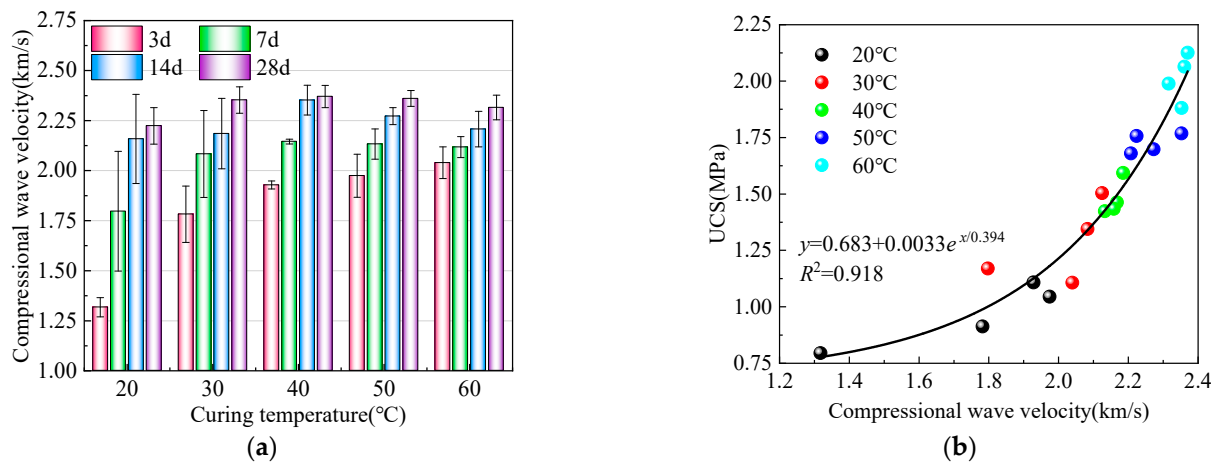 2.75
2.50
2.25
2.00
1.75
1.50
1.25
1.00
Compressional wave velocity(km/s)
3d 7d
14d 28d
20 30 40 50 60
Curing temperature(℃)
(a)
2.00
1.75
1.50
1.25
1.00
0.75
UCS(MPa)
20℃
30℃
40℃
50℃
60℃
y=0.683+0.0033e^{x/0.394}
R²=0.918
1.2 1.4 1.6 1.8 2.0 2.2 2.4
Compressional wave velocity(km/s)
(b)